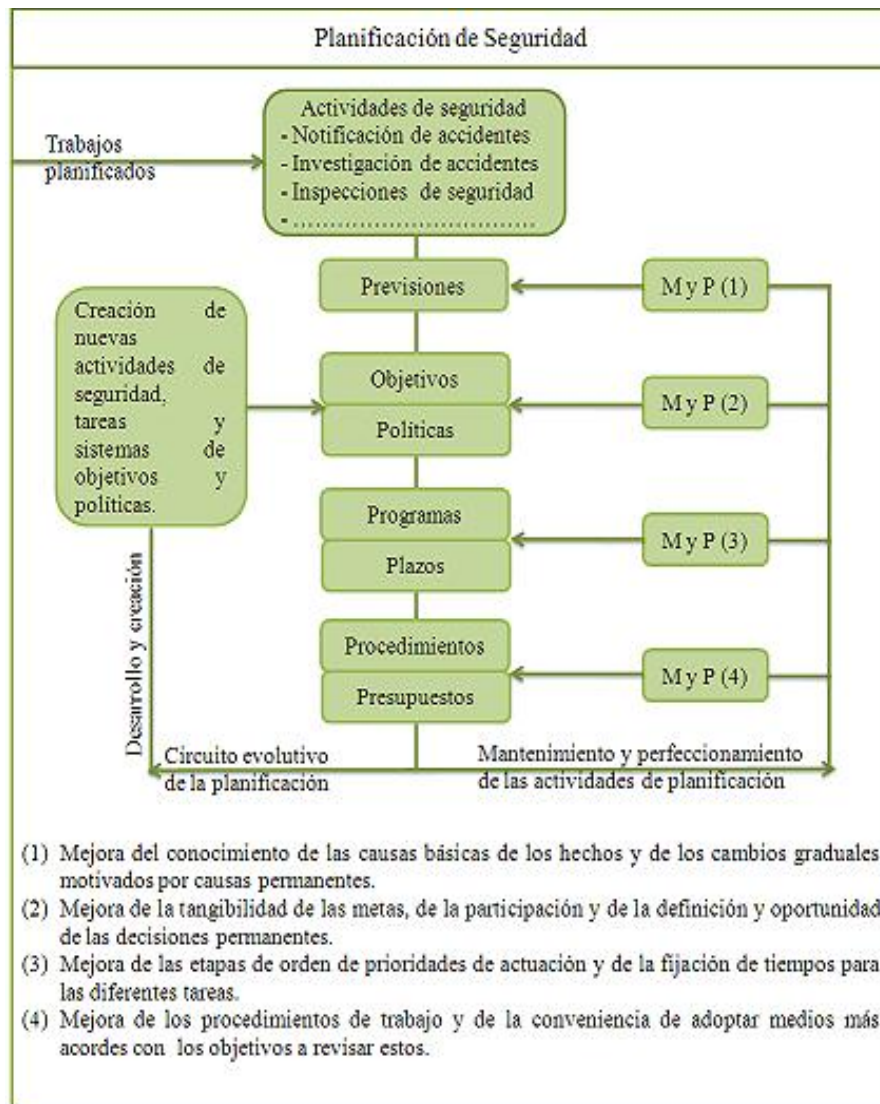 Planificación de Seguridad
Actividades de seguridad
- Notificación de accidentes
- Investigación de accidentes
- Inspecciones de seguridad
- ..................................
Trabajos
planificados
Previsiones
M y P (1)
Creación de
nuevas
actividades de
seguridad,
tareas y
sistemas de
objetivos y
políticas.
Objetivos
Políticas
M y P (2)
Programas
Plazos
M y P (3)
Procedimientos
Presupuestos
M y P (4)
Desarrollo y creación
Circuito evolutivo
de la planificación
Mantenimiento y perfeccionamiento
de las actividades de planificación
(1) Mejora del conocimiento de las causas básicas de los hechos y de los cambios graduales
motivados por causas permanentes.
(2) Mejora de la tangibilidad de las metas, de la participación y de la definición y oportunidad
de las decisiones permanentes.
(3) Mejora de las etapas de orden de prioridades de actuación y de la fijación de tiempos para
las diferentes tareas.
(4) Mejora de los procedimientos de trabajo y de la conveniencia de adoptar medios más
acordes con los objetivos a revisar estos.